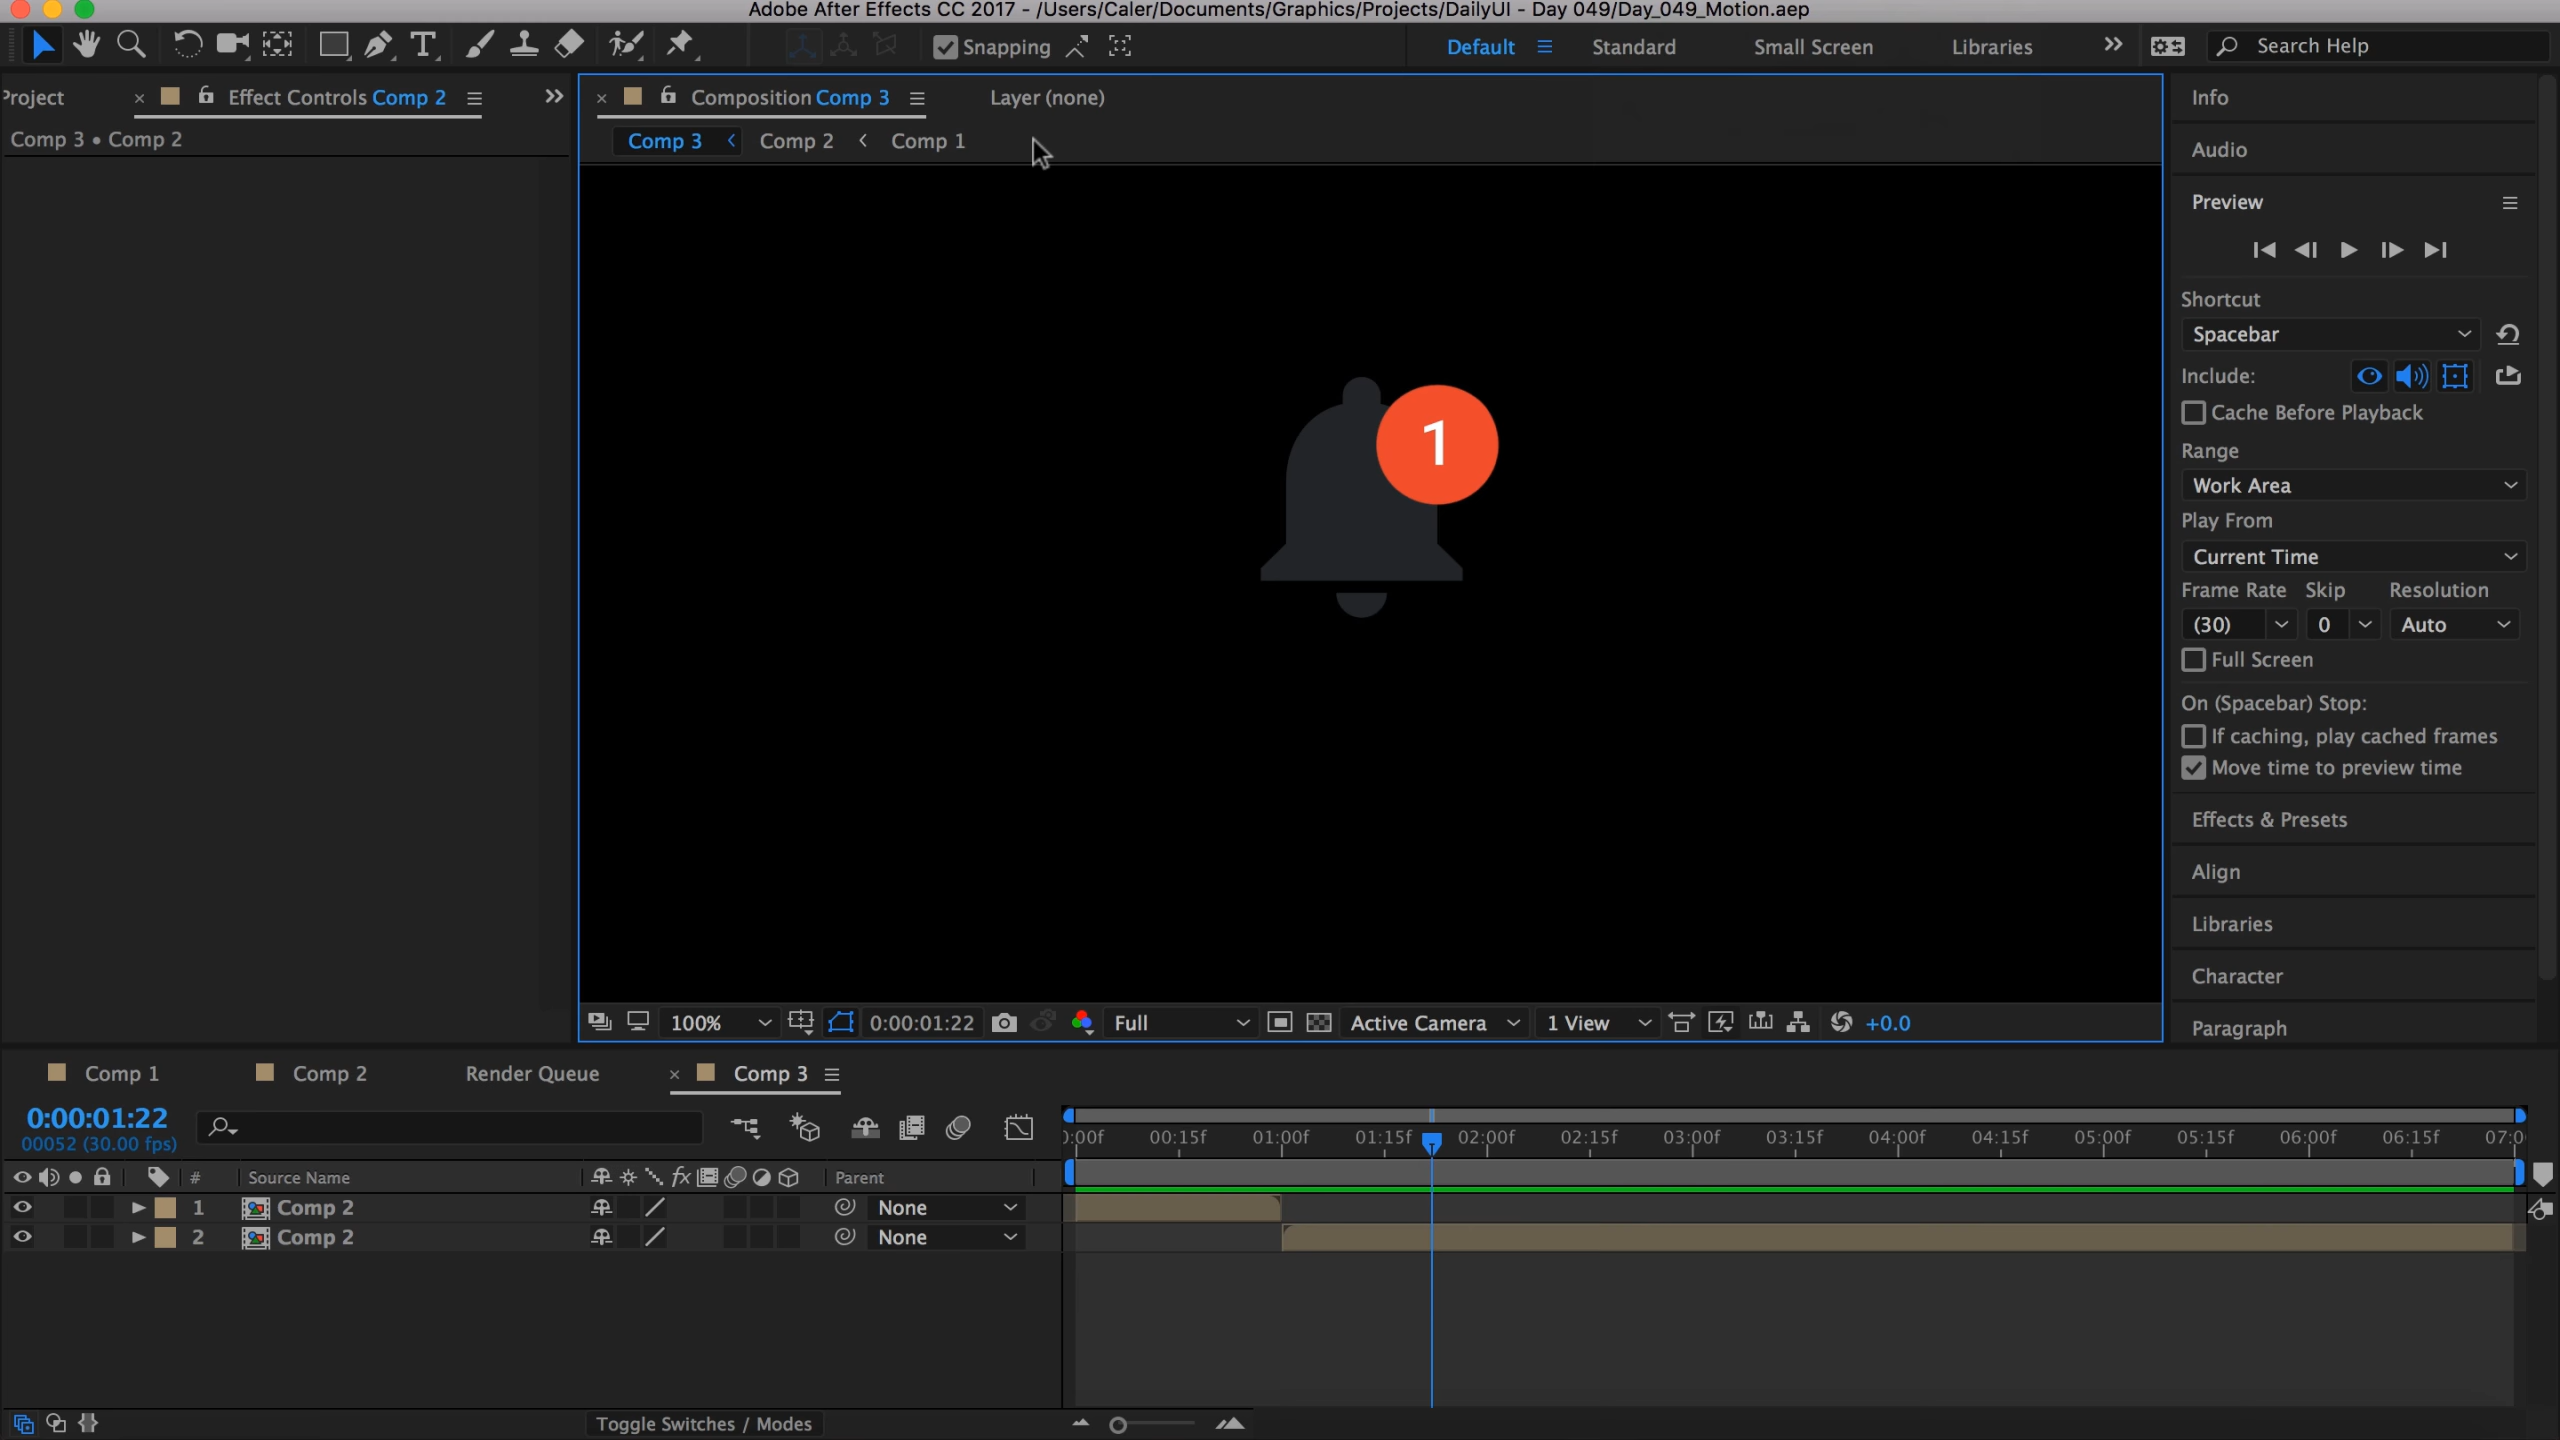 Adobe After Effects CC 2017 - /Users/Caler/Documents/Graphics/Projects/DailyUI - Day 049/Day_049_Motion.aep
Snapping
Default
Standard
Small Screen
Libraries
Search Help
Project
Effect Controls Comp 2
Composition Comp 3
Layer (none)
Comp 3 • Comp 2
Comp 3
Comp 2
Comp 1
1
Info
Audio
Preview
Shortcut
Spacebar
Include:
Cache Before Playback
Range
Work Area
Play From
Current Time
Frame Rate Skip Resolution
(30) 0 Auto
Full Screen
On (Spacebar) Stop:
If caching, play cached frames
Move time to preview time
Effects & Presets
Align
Libraries
Character
Paragraph
100%
0:00:01:22
Full
Active Camera
1 View
+0.0
Comp 1
Comp 2
Render Queue
Comp 3
0:00:01:22
00052 (30.00 fps)
):00f 00:15f 01:00f 01:15f 02:00f 02:15f 03:00f 03:15f 04:00f 04:15f 05:00f 05:15f 06:00f 06:15f 07:0
# Source Name fx Parent
1 Comp 2 None
2 Comp 2 None
Toggle Switches / Modes